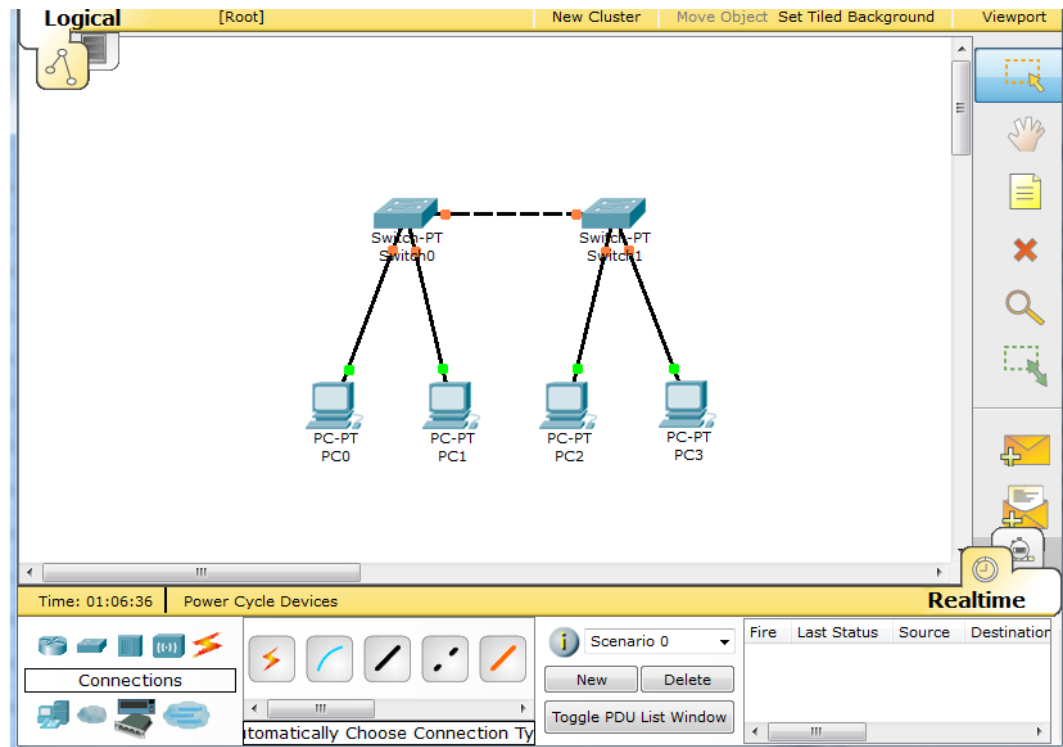 Logical [Root] New Cluster Move Object Set Tiled Background Viewport
Switch-PT Switch-PT
Switch0 Switch1
PC-PT PC-PT PC-PT PC-PT
PC0 PC1 PC2 PC3
Time: 01:06:36 Power Cycle Devices Realtime
Connections
itomatically Choose Connection Ty
Scenario 0
New Delete
Toggle PDU List Window
Fire Last Status Source Destination